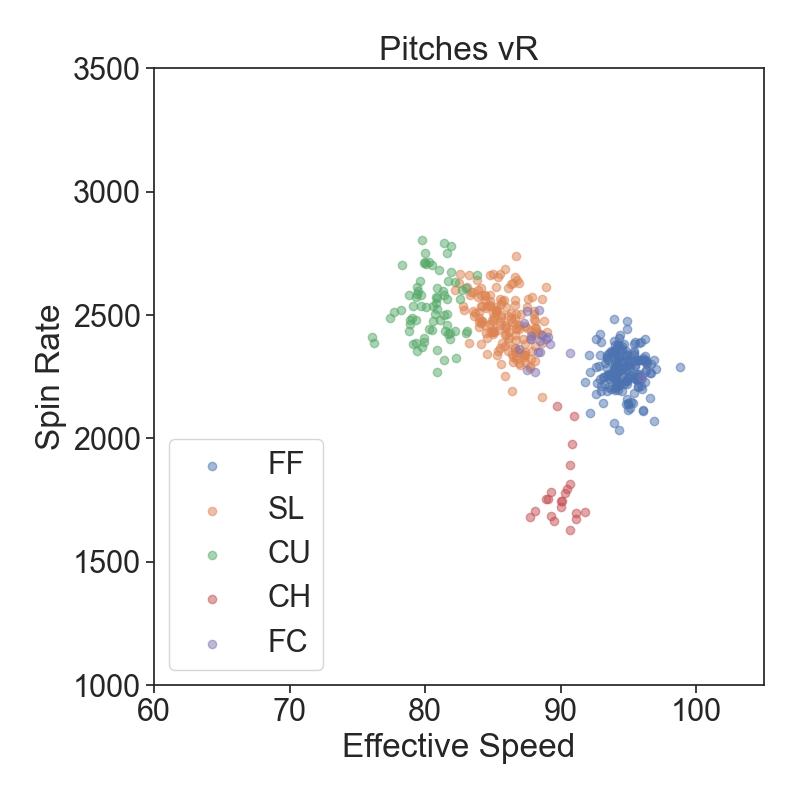 Pitches vR
3500
3000
2500
2000
1500
1000
Spin Rate
FF
SL
CU
CH
FC
60 70 80 90 100
Effective Speed